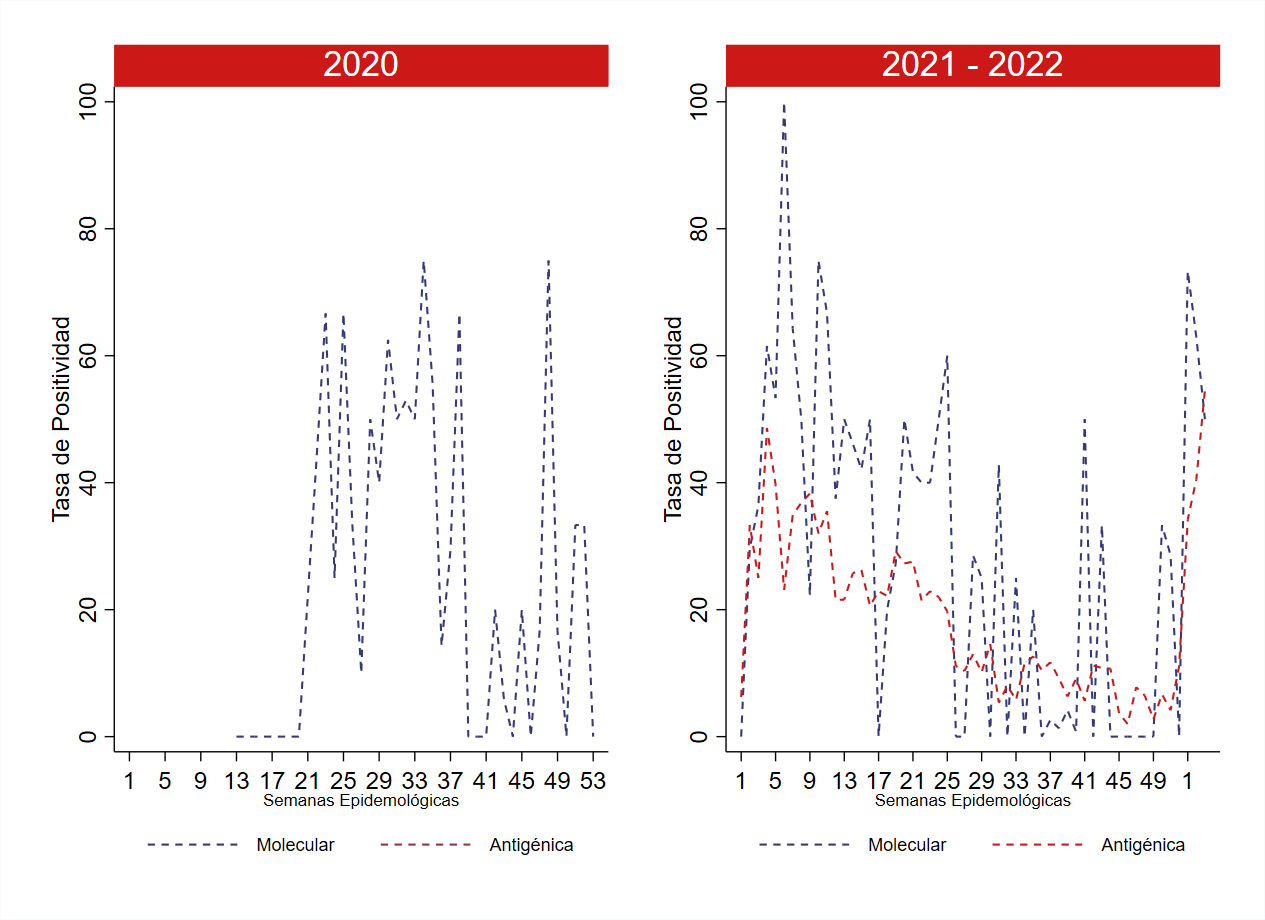 2020
Tasa de Positividad
100
80
60
40
20
0
1 5 9 13 17 21 25 29 33 37 41 45 49 53
Semanas Epidemológicas
Molecular Antigénica
2021 - 2022
Tasa de Positividad
100
80
60
40
20
0
1 5 9 13 17 21 25 29 33 37 41 45 49 1
Semanas Epidemológicas
Molecular Antigénica